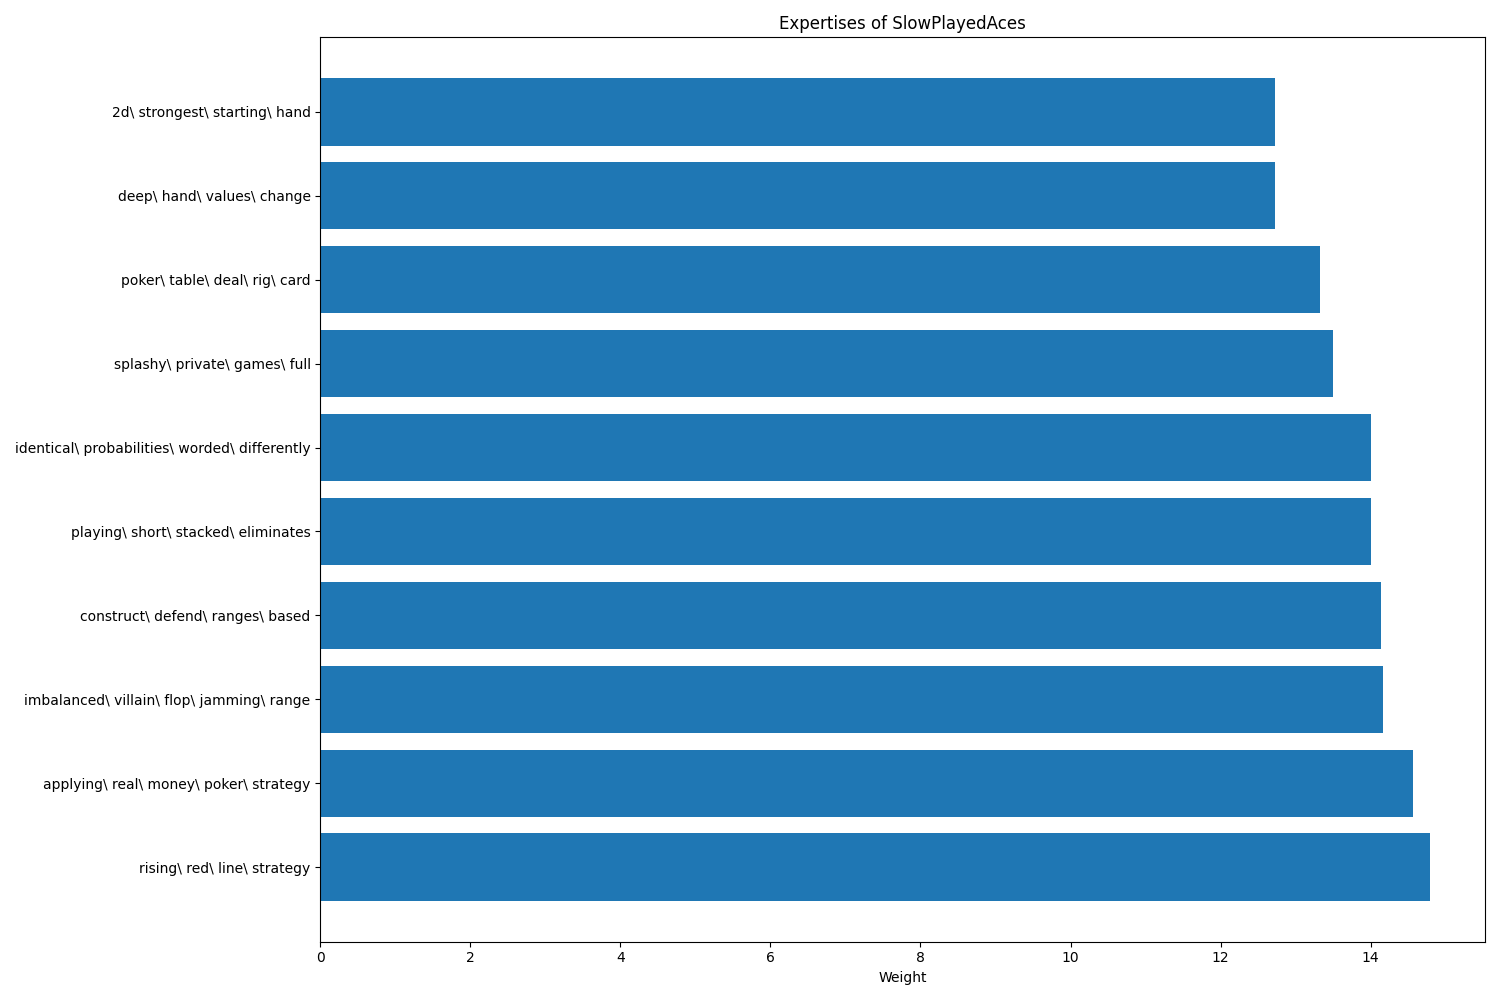 Expertises of SlowPlayedAces
2d\ strongest\ starting\ hand
deep\ hand\ values\ change
poker\ table\ deal\ rig\ card
splashy\ private\ games\ full
identical\ probabilities\ worded\ differently
playing\ short\ stacked\ eliminates
construct\ defend\ ranges\ based
imbalanced\ villain\ flop\ jamming\ range
applying\ real\ money\ poker\ strategy
rising\ red\ line\ strategy
0 2 4 6 8 10 12 14
Weight